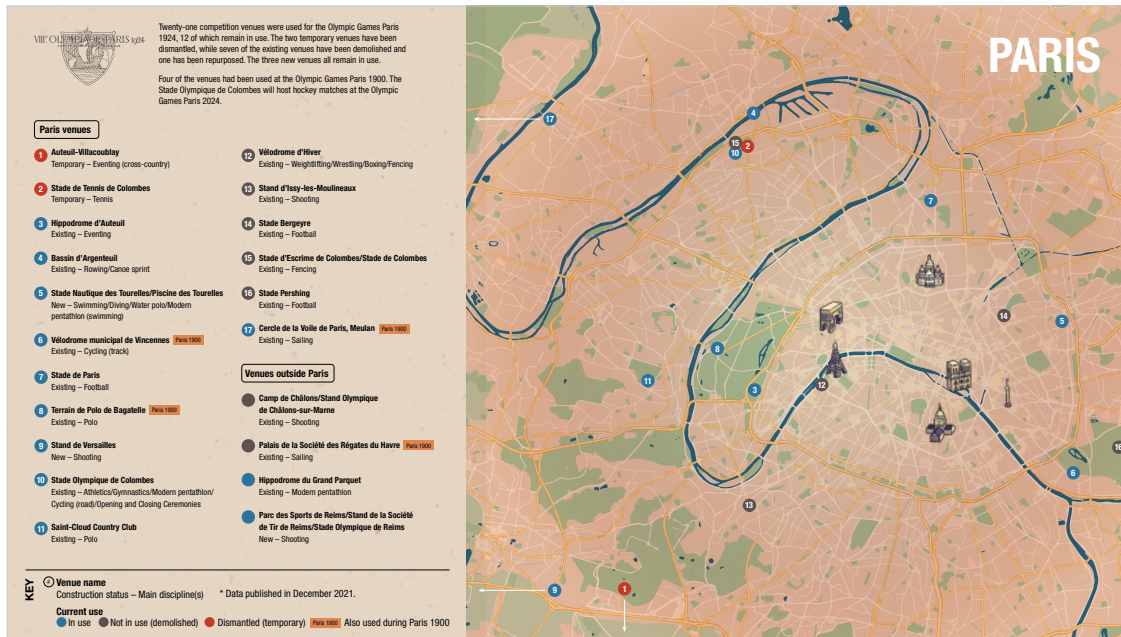 VIIIE OLYMPIADE PARIS 1924
Twenty-one competition venues were used for the Olympic Games Paris
1924, 12 of which remain in use. The two temporary venues have been
dismantled, while seven of the existing venues have been demolished and
one has been repurposed. The three new venues all remain in use.
Four of the venues had been used at the Olympic Games Paris 1900. The
Stade Olympique de Colombes will host hockey matches at the Olympic
Games Paris 2024.
Paris venues
1 Auteuil-Villacoublay
Temporary – Eventing (cross-country)
2 Stade de Tennis de Colombes
Temporary – Tennis
3 Hippodrome d'Auteuil
Existing – Eventing
4 Bassin d'Argenteuil
Existing – Rowing/Canoe sprint
5 Stade Nautique des Tourelles/Piscine des Tourelles
New – Swimming/Diving/Water polo/Modern
pentathlon (swimming)
6 Vélodrome municipal de Vincennes Paris 1900
Existing – Cycling (track)
7 Stade de Paris
Existing – Football
8 Terrain de Polo de Bagatelle Paris 1900
Existing – Polo
9 Stand de Versailles
New – Shooting
10 Stade Olympique de Colombes
Existing – Athletics/Gymnastics/Modern pentathlon/
Cycling (road)/Opening and Closing Ceremonies
11 Saint-Cloud Country Club
Existing – Polo
12 Vélodrome d'Hiver
Existing – Weightlifting/Wrestling/Boxing/Fencing
13 Stand d'Issy-les-Moulineaux
Existing – Shooting
14 Stade Bergeyre
Existing – Football
15 Stade d'Escrime de Colombes/Stade de Colombes
Existing – Fencing
16 Stade Pershing
Existing – Football
17 Cercle de la Voile de Paris, Meulan Paris 1900
Existing – Sailing
Venues outside Paris
Camp de Châlons/Stand Olympique
de Châlons-sur-Marne
Existing – Shooting
Palais de la Société des Régates du Havre Paris 1900
Existing – Sailing
Hippodrome du Grand Parquet
Existing – Modern pentathlon
Parc des Sports de Reims/Stand de la Société
de Tir de Reims/Stade Olympique de Reims
New – Shooting
KEY
# Venue name
Construction status – Main discipline(s) * Data published in December 2021.
Current use
In use Not in use (demolished) Dismantled (temporary) Paris 1900 Also used during Paris 1900
PARIS
17
4
15
2
10
7
14
5
8
11
3
12
16
6
13
9
1